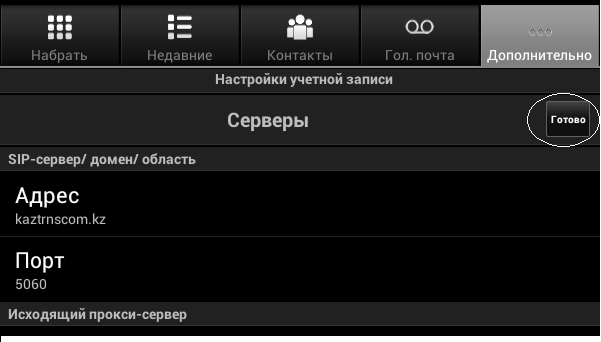 Набрать Недавние Контакты Гол. почта Дополнительно
Настройки учетной записи
Серверы Готово
SIP-сервер/ домен/ область
Адрес
kaztrnscom.kz
Порт
5060
Исходящий прокси-сервер